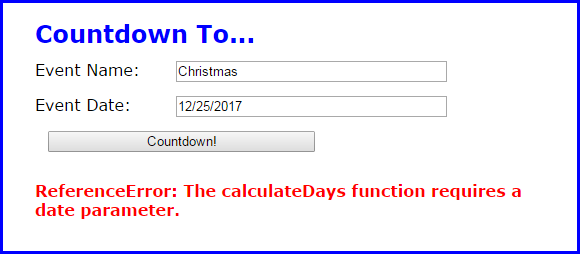 Countdown To...
Event Name: Christmas
Event Date: 12/25/2017
Countdown!
ReferenceError: The calculateDays function requires a
date parameter.